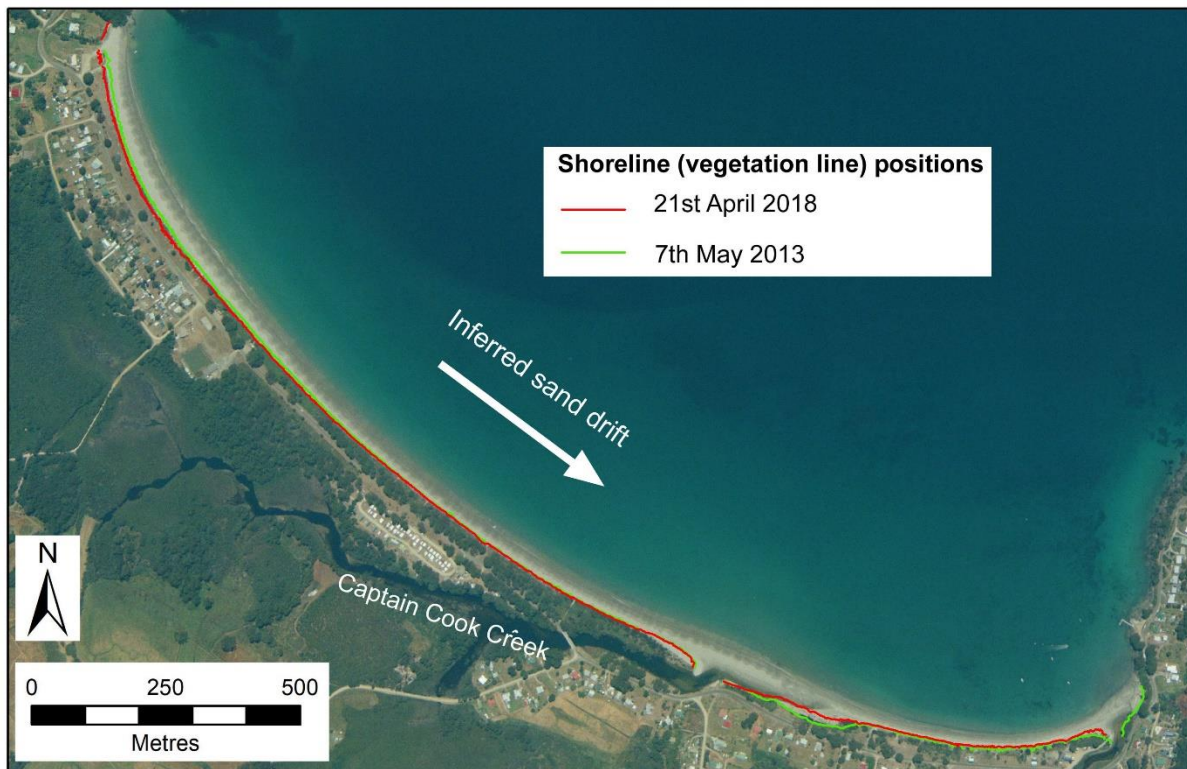 Shoreline (vegetation line) positions
21st April 2018
7th May 2013
Inferred sand drift
Captain Cook Creek
N
0 250 500
Metres